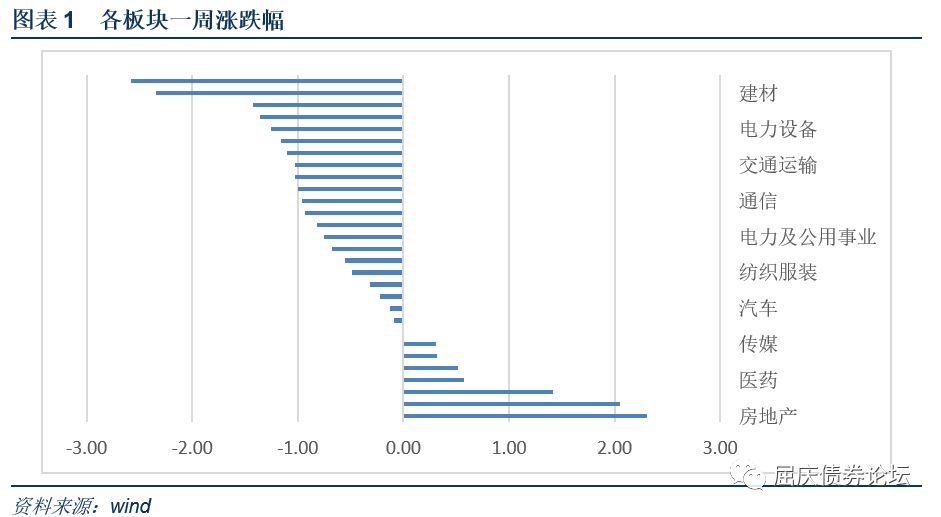 图表 1 各板块一周涨跌幅
建材
电力设备
交通运输
通信
电力及公用事业
纺织服装
汽车
传媒
医药
房地产
-3.00 -2.00 -1.00 0.00 1.00 2.00 3.00
屈庆债券论坛
资料来源：wind